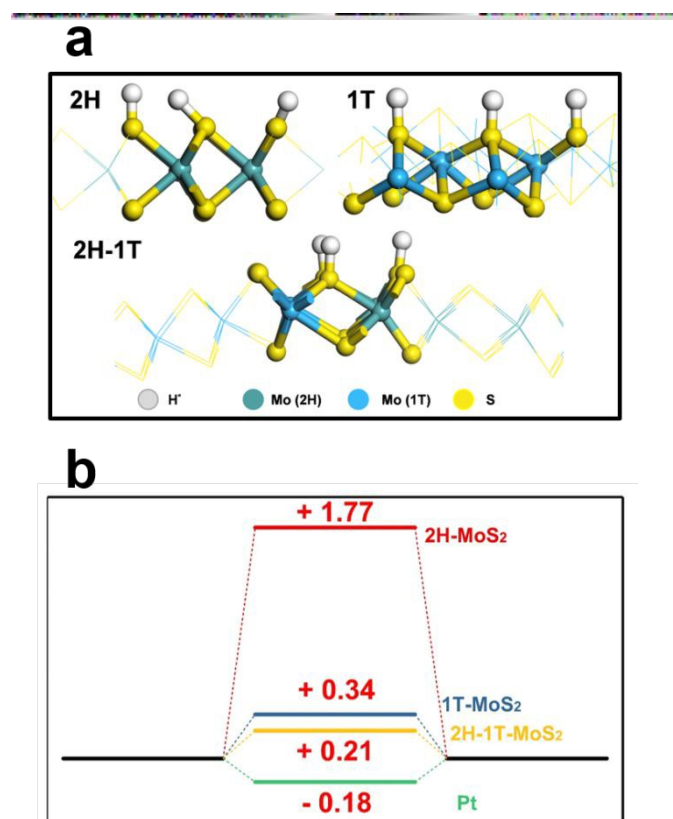 a
2H
1T
2H-1T
H*
Mo (2H)
Mo (1T)
S
b
+ 1.77
2H-MoS₂
+ 0.34
1T-MoS₂
2H-1T-MoS₂
+ 0.21
- 0.18
Pt